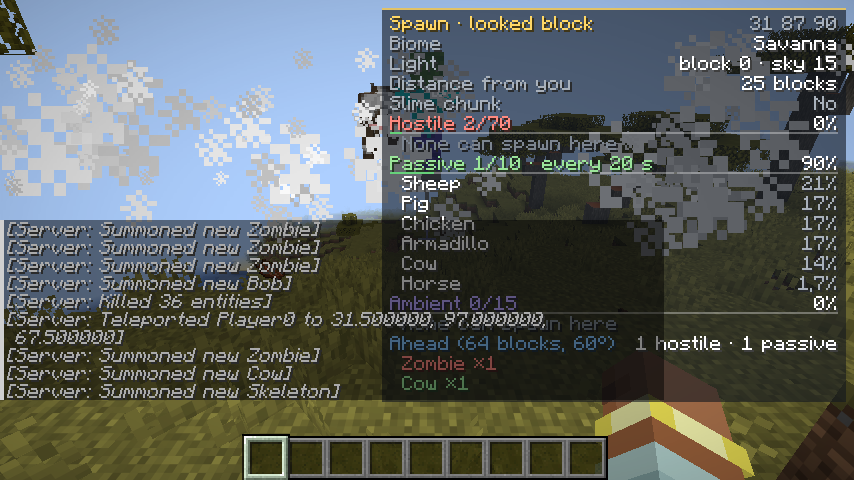 Spawn · looked block 31 87 90
Biome Savanna
Light block 0 · sky 15
Distance from you 25 blocks
Slime chunk No
Hostile 2/70 0%
None can spawn here
Passive 1/10 · every 20 s 90%
Sheep 21%
Pig 17%
Chicken 17%
Armadillo 17%
Cow 14%
Horse 1,7%
Ambient 0/15 0%
None can spawn here
Ahead (64 blocks, 60º) 1 hostile · 1 passive
Zombie ×1
Cow ×1
[Server: Summoned new Zombie]
[Server: Summoned new Zombie]
[Server: Summoned new Zombie]
[Server: Summoned new Bob]
[Server: Killed 36 entities]
[Server: Teleported Player0 to 31.500000, 97.000000,
67.500000]
[Server: Summoned new Zombie]
[Server: Summoned new Cow]
[Server: Summoned new Skeleton]